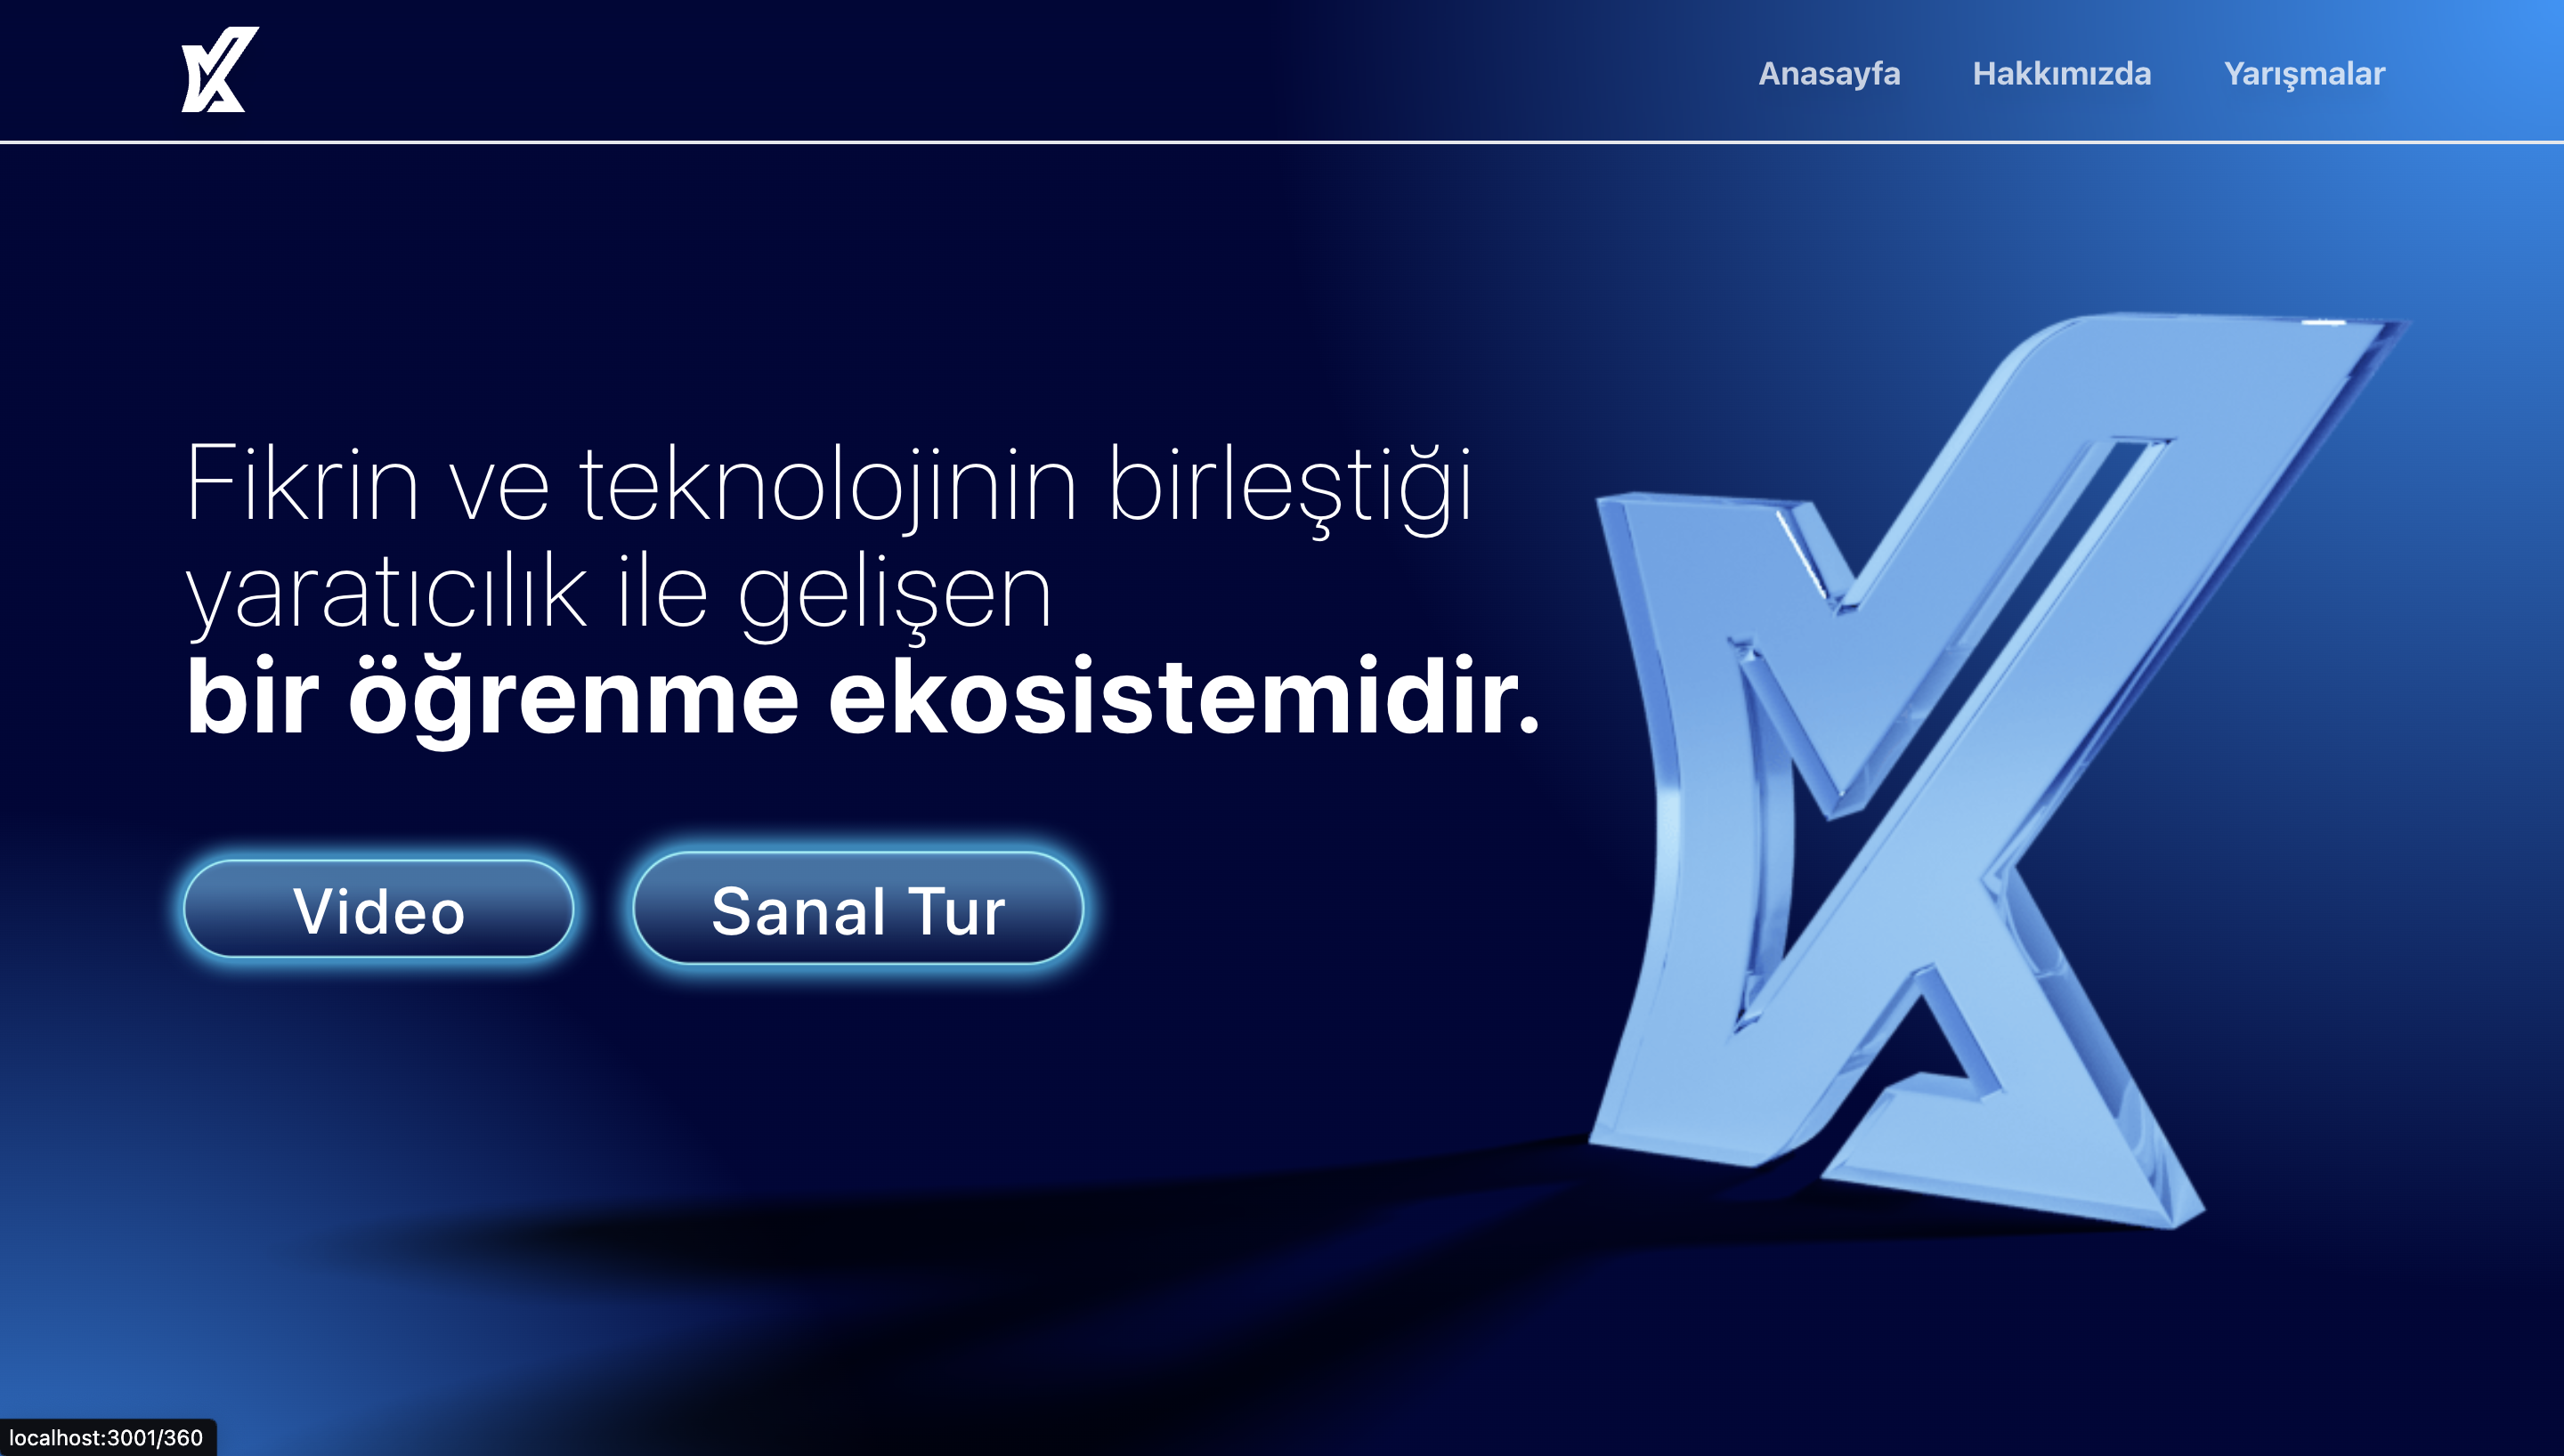 Anasayfa Hakkımızda Yarışmalar
Fikrin ve teknolojinin birleştiği
yaratıcılık ile gelişen
bir öğrenme ekosistemidir.
Video Sanal Tur
localhost:3001/360